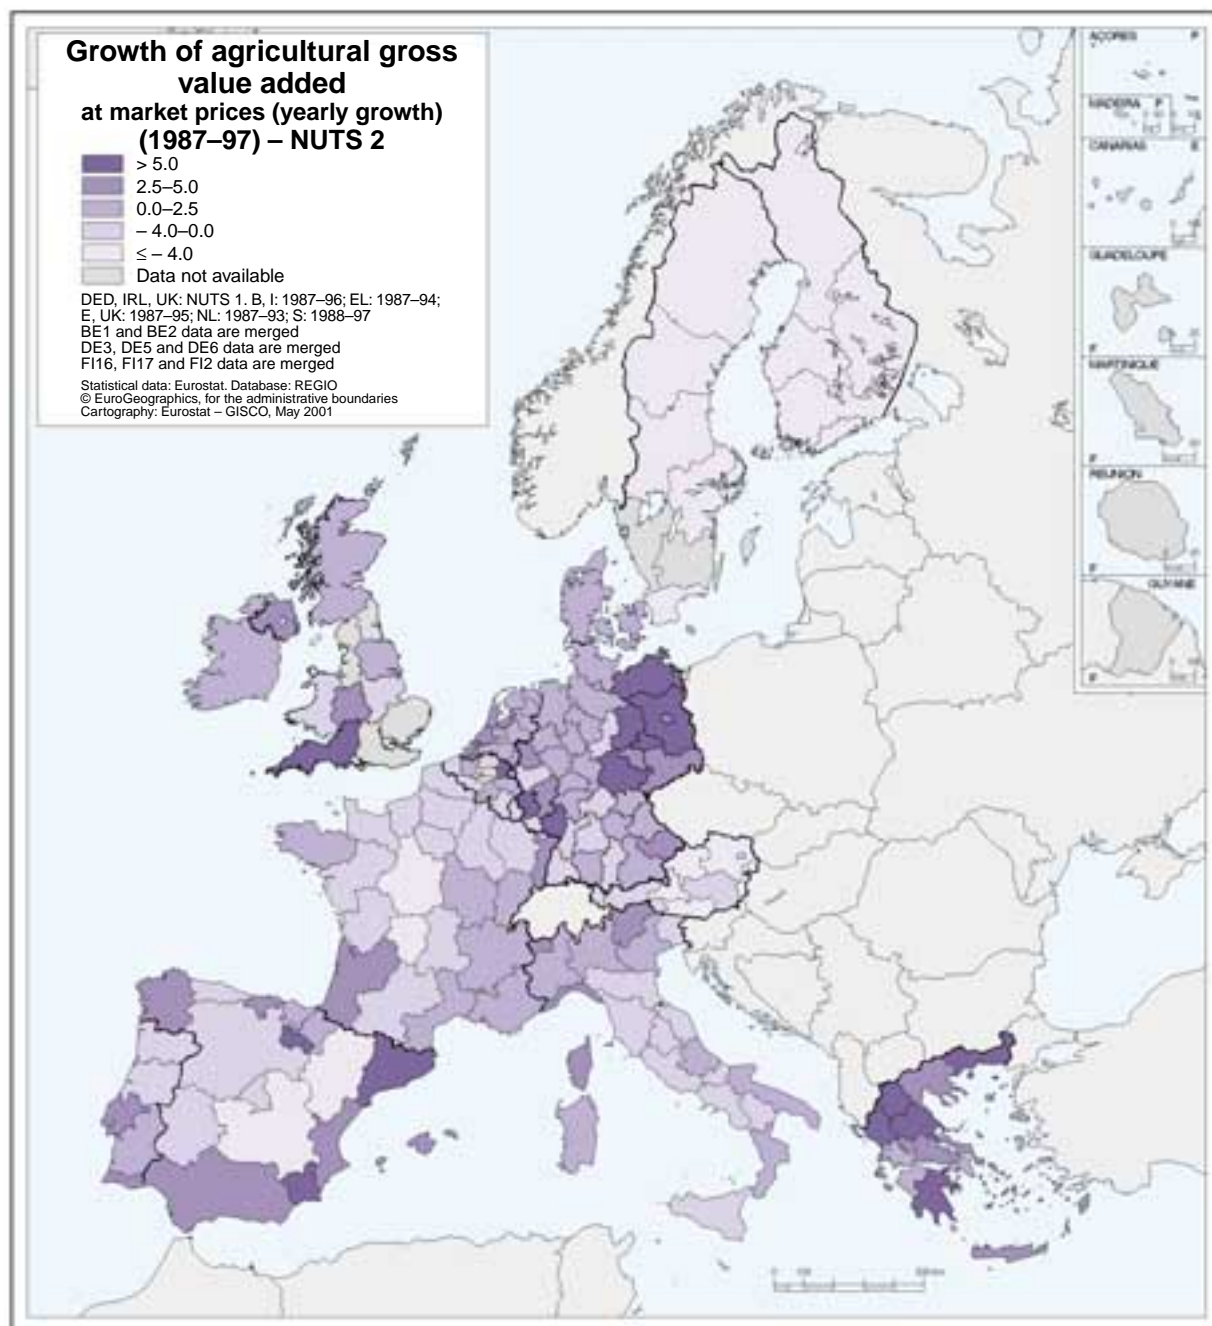 Growth of agricultural gross
value added
at market prices (yearly growth)
(1987–97) – NUTS 2
> 5.0
2.5–5.0
0.0–2.5
– 4.0–0.0
≤ – 4.0
Data not available
DED, IRL, UK: NUTS 1. B, I: 1987–96; EL: 1987–94;
E, UK: 1987–95; NL: 1987–93; S: 1988–97
BE1 and BE2 data are merged
DE3, DE5 and DE6 data are merged
FI16, FI17 and FI2 data are merged
Statistical data: Eurostat. Database: REGIO
© EuroGeographics, for the administrative boundaries
Cartography: Eurostat – GISCO, May 2001
AÇORES P
MADEIRA P
CANARIAS E
GUADELOUPE
F
MARTINIQUE
F
RÉUNION
F
GUYANE
F